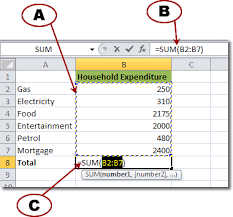 A
B
SUM
=SUM(B2:B7)
A B C
1 Household Expenditure
2 Gas 250
3 Electricity 310
4 Food 2175
5 Entertainment 2000
6 Petrol 480
7 Mortgage 2400
8 Total =SUM(B2:B7)
9 SUM(number1, [number2], ...)
C